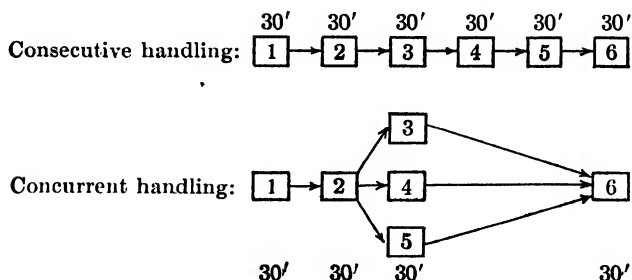 30′ 30′ 30′ 30′ 30′ 30′
Consecutive handling: 1 2 3 4 5 6
3
Concurrent handling: 1 2 4 6
5
30′ 30′ 30′ 30′